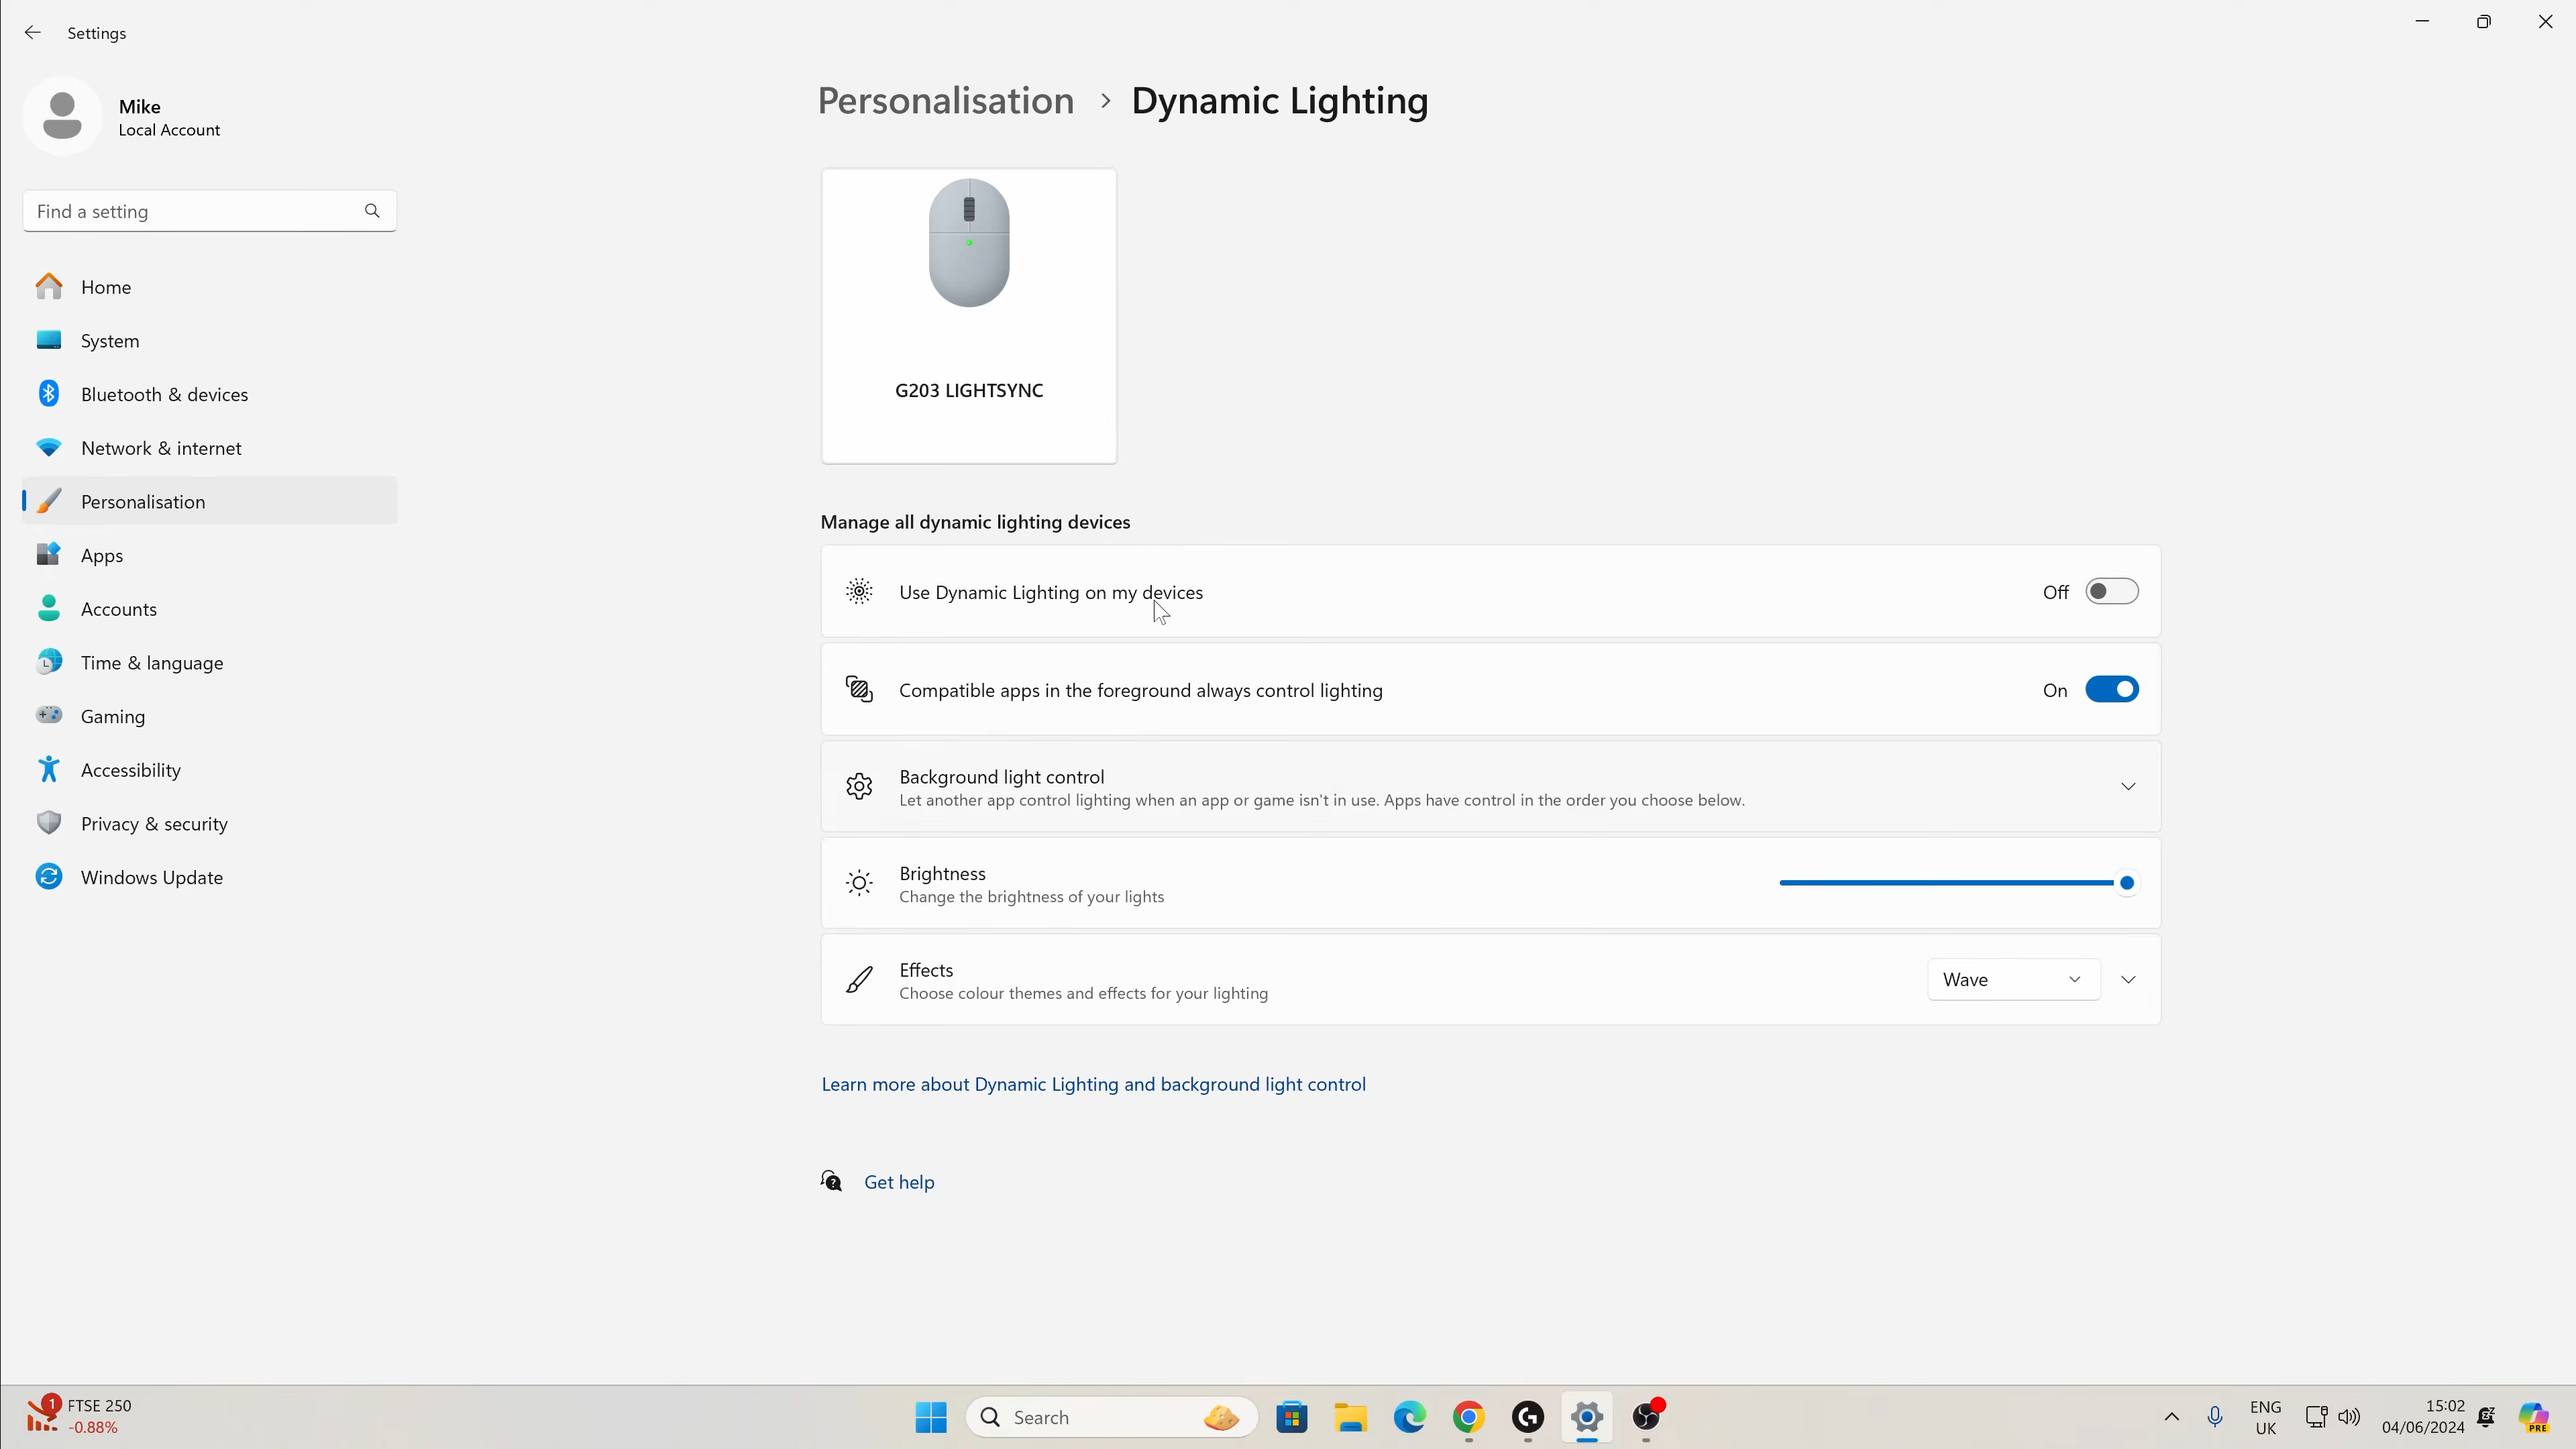 Settings
Mike
Local Account
Find a setting
Home
System
Bluetooth & devices
Network & internet
Personalisation
Apps
Accounts
Time & language
Gaming
Accessibility
Privacy & security
Windows Update
Personalisation > Dynamic Lighting
G203 LIGHTSYNC
Manage all dynamic lighting devices
Use Dynamic Lighting on my devices
Off
Compatible apps in the foreground always control lighting
On
Background light control
Let another app control lighting when an app or game isn't in use. Apps have control in the order you choose below.
Brightness
Change the brightness of your lights
Effects
Choose colour themes and effects for your lighting
Wave
Learn more about Dynamic Lighting and background light control
Get help
1
FTSE 250
-0.88%
Search
ENG
UK
15:02
04/06/2024
PRE